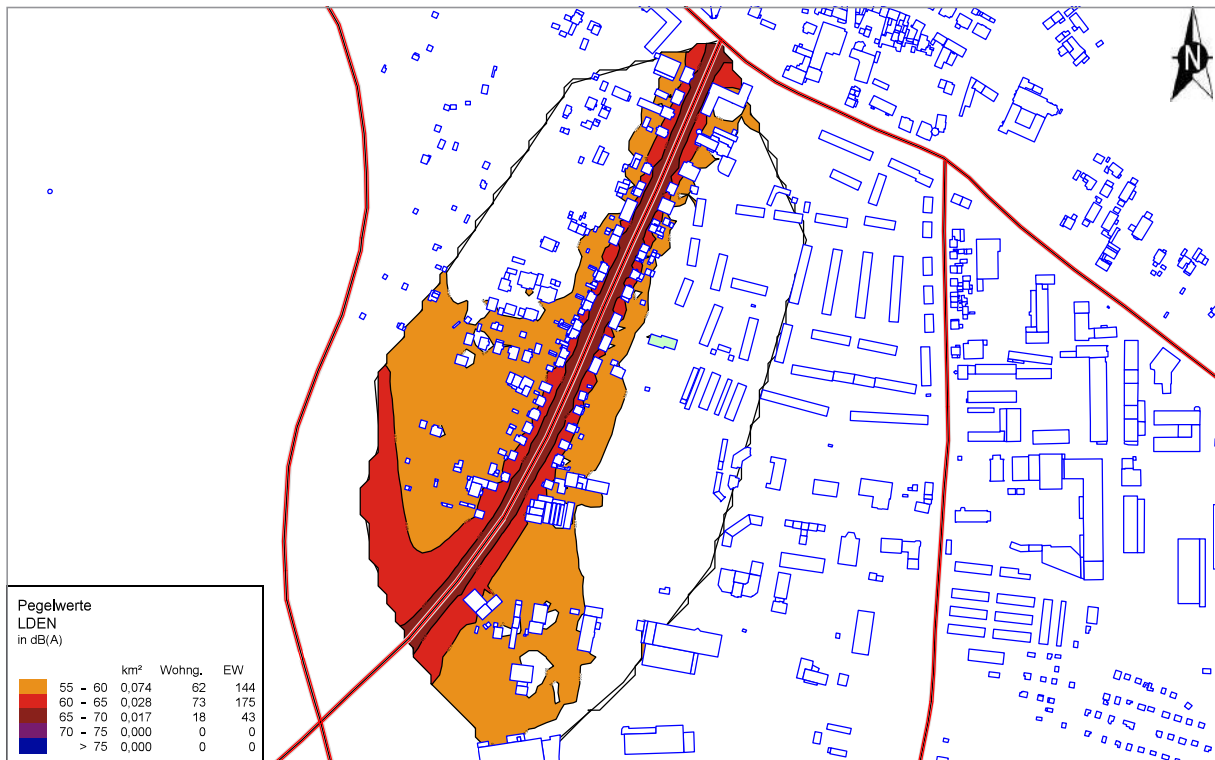 N
Pegelwerte
LDEN
in dB(A)
km² Wohng. EW
55 - 60 0,074 62 144
60 - 65 0,028 73 175
65 - 70 0,017 18 43
70 - 75 0,000 0 0
> 75 0,000 0 0